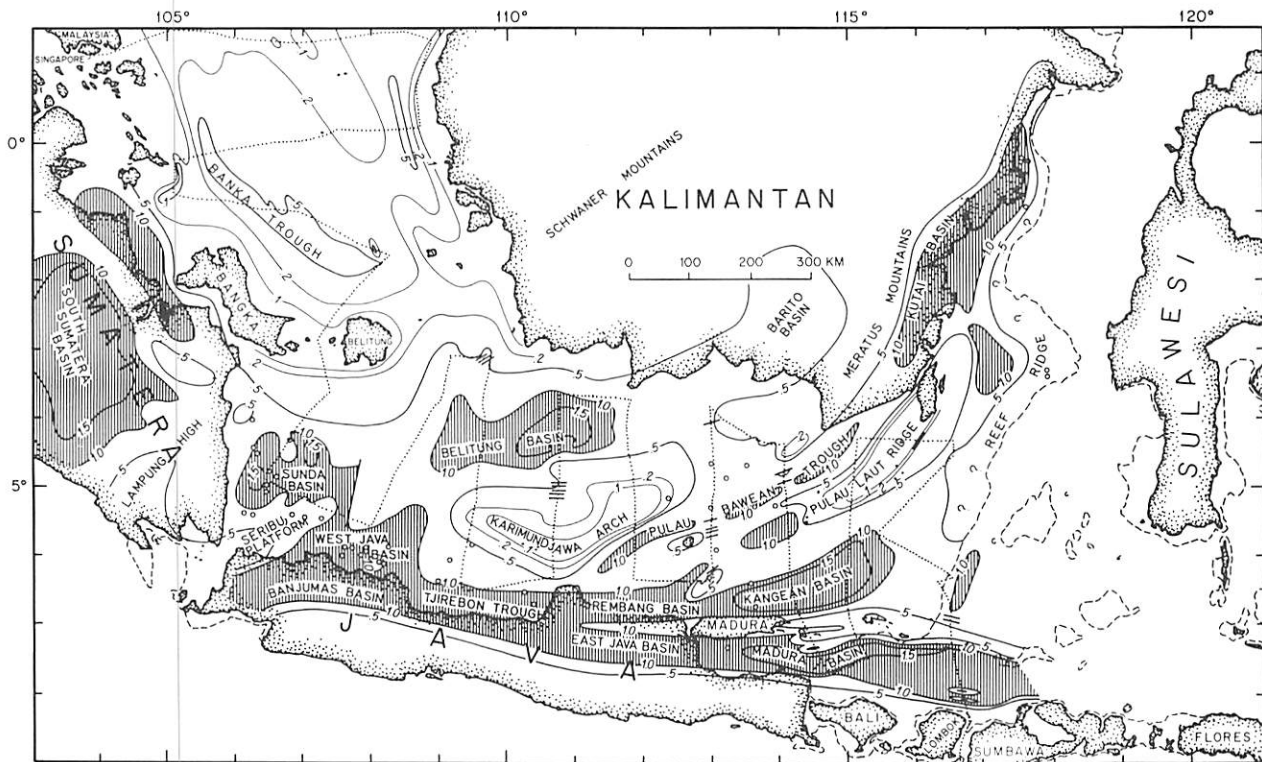 105°
110°
115°
120°
MALAYSIA
SINGAPORE
0°
5°
SCHWANER MOUNTAINS
KALIMANTAN
0 100 200 300 KM
BANKA TROUGH
BANGKA
BELITUNG
SUMATERA
SOUTH SUMATERA
BASIN
LAMPUNG HIGH
BARITO
BASIN
MERATUS MOUNTAINS
KUTAI BASIN
SULAWESI
REEF RIDGE
BELITUNG BASIN
SUNDA
BASIN
SERIBU
PLATFORM
WEST JAVA
BASIN
KARIMUNDJAWA ARCH
PULAU BAWEAN TROUGH
PULAU LAUT RIDGE
BANJUMAS BASIN
TJIREBON TROUGH
REMBANG BASIN
KANGEAN BASIN
MADURA
EAST JAVA BASIN
MADURA BASIN
JAVA
BALI
LOMBOK
SUMBAWA
FLORES